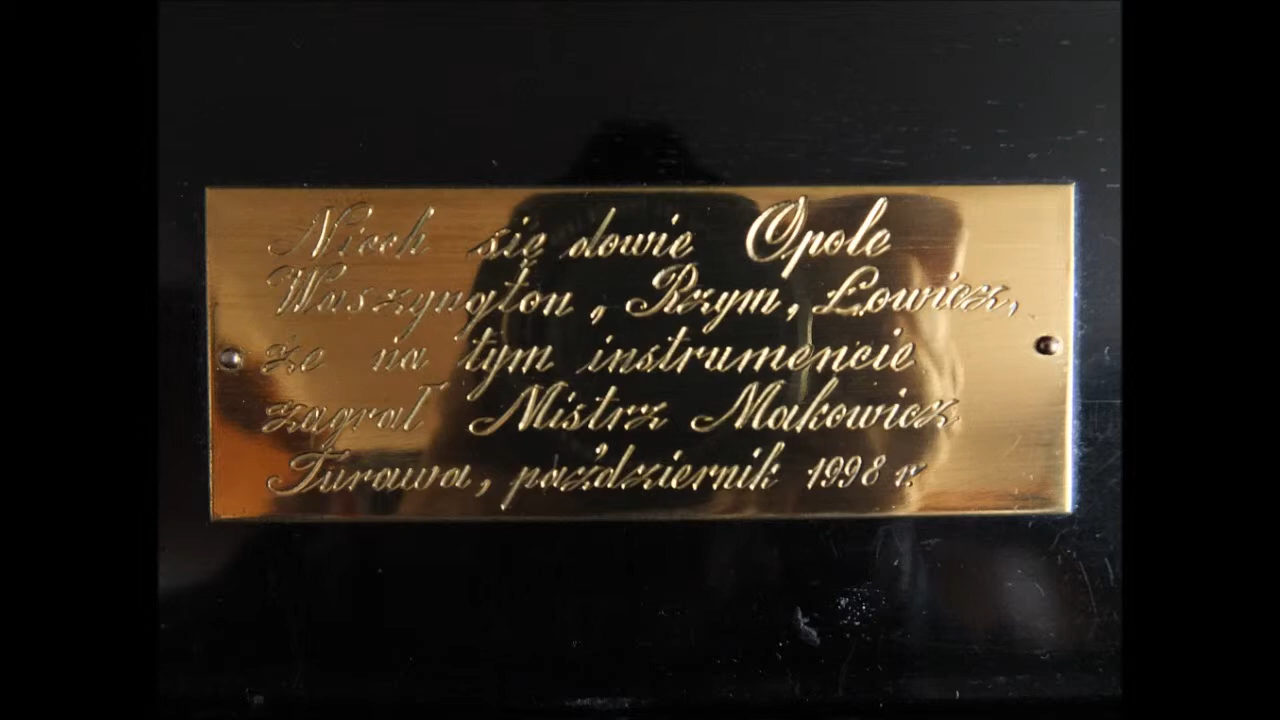 Niech się dowie Opole
Waszyngton, Rzym, Łowicz,
że na tym instrumencie
zagrał Mistrz Makowicz
Turawa, październik 1998 r.